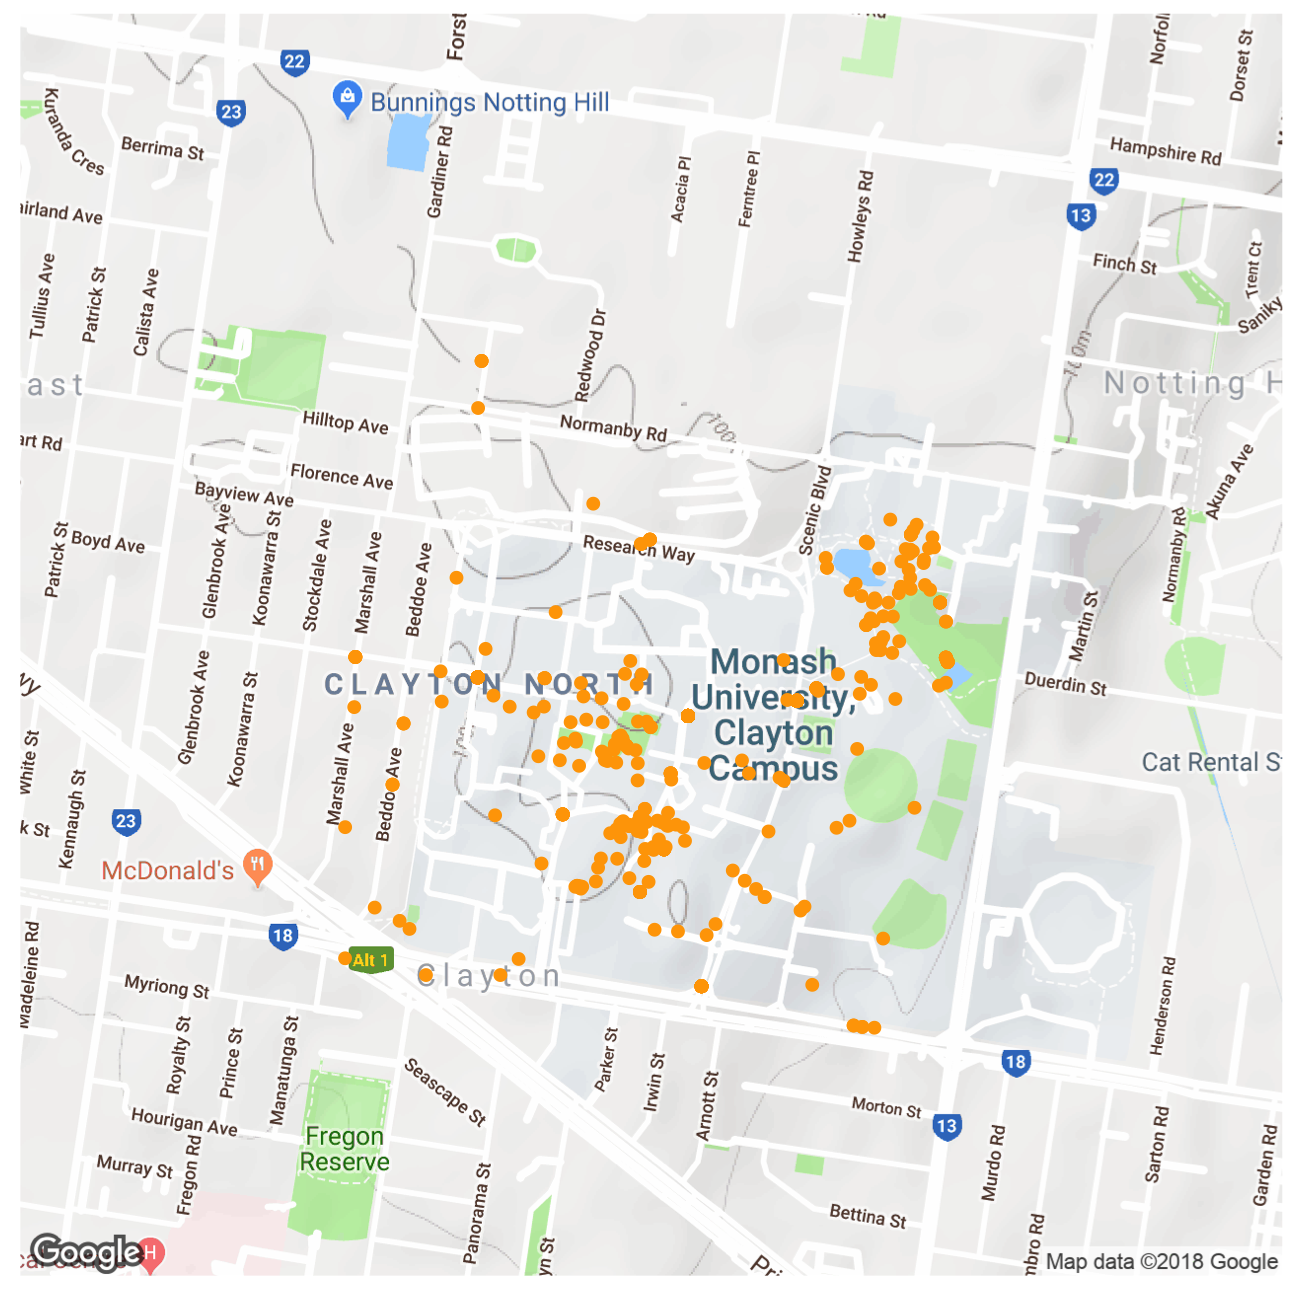 22
Forst
Bunnings Notting Hill
23
Kuranda Cres
Berrima St
Gardiner Rd
Acacia Pl
Ferntree Pl
Howleys Rd
Norfol
Dorset St
Hampshire Rd
22
13
airland Ave
Tullius Ave
Patrick St
Calista Ave
Finch St
Trent Ct
Saniky
100m
Redwood Dr
ast
Notting H
Hilltop Ave
Normanby Rd
100
art Rd
Florence Ave
Bayview Ave
Scenic Blvd
Akuna Ave
Normanby Rd
Boyd Ave
Patrick St
Glenbrook Ave
Koonawarra St
Stockdale Ave
Marshall Ave
Beddoe Ave
Research Way
Martin St
Monash
University,
Clayton
Campus
CLAYTON NORTH
Duerdin St
wy
Glenbrook Ave
Koonawarra St
100
White St
Kennaugh St
Marshall Ave
Beddoe Ave
Cat Rental S
23
k St
McDonald's
18
Alt 1
Clayton
Madeleine Rd
Myriong St
Royalty St
Prince St
Manatunga St
Henderson Rd
Parker St
Irwin St
Arnott St
18
Seascape St
Morton St
13
Hourigan Ave
Fregon
Reserve
Murray St
Fregon Rd
Panorama St
Murdo Rd
Sarton Rd
Garden Rd
Bettina St
yn St
Pri
mbro Rd
H
Google
Map data ©2018 Google